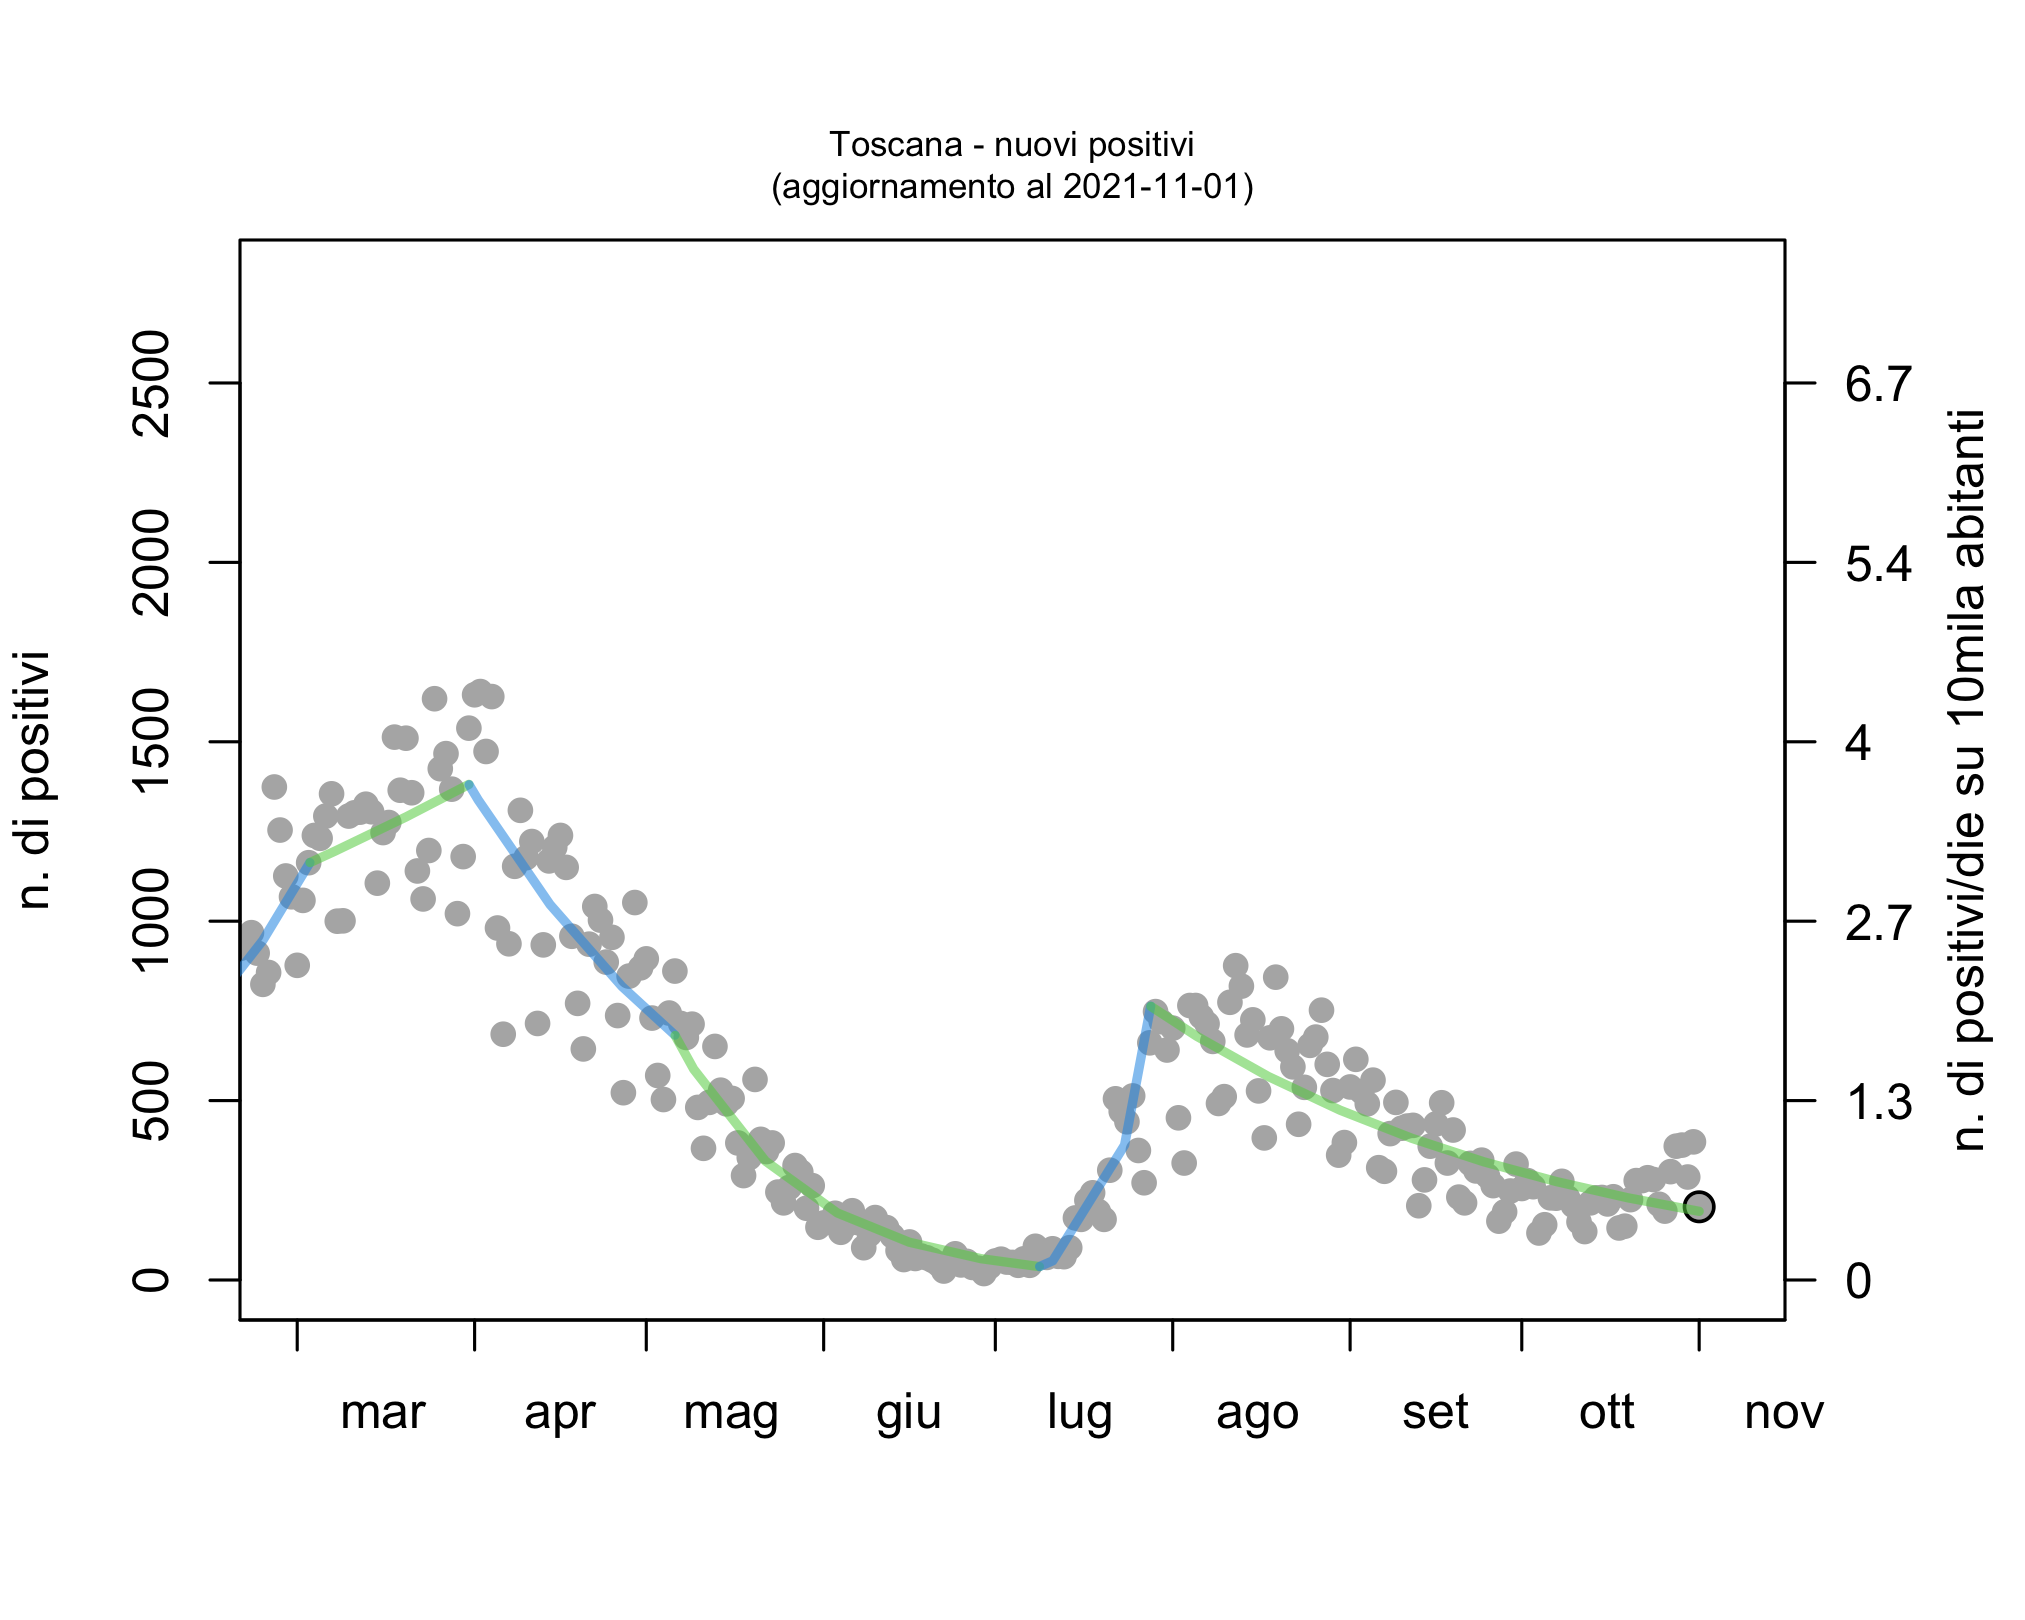 Toscana - nuovi positivi
(aggiornamento al 2021-11-01)
n. di positivi
2500
2000
1500
1000
500
0
6.7
5.4
4
2.7
1.3
0
n. di positivi/die su 10mila abitanti
mar apr mag giu lug ago set ott nov